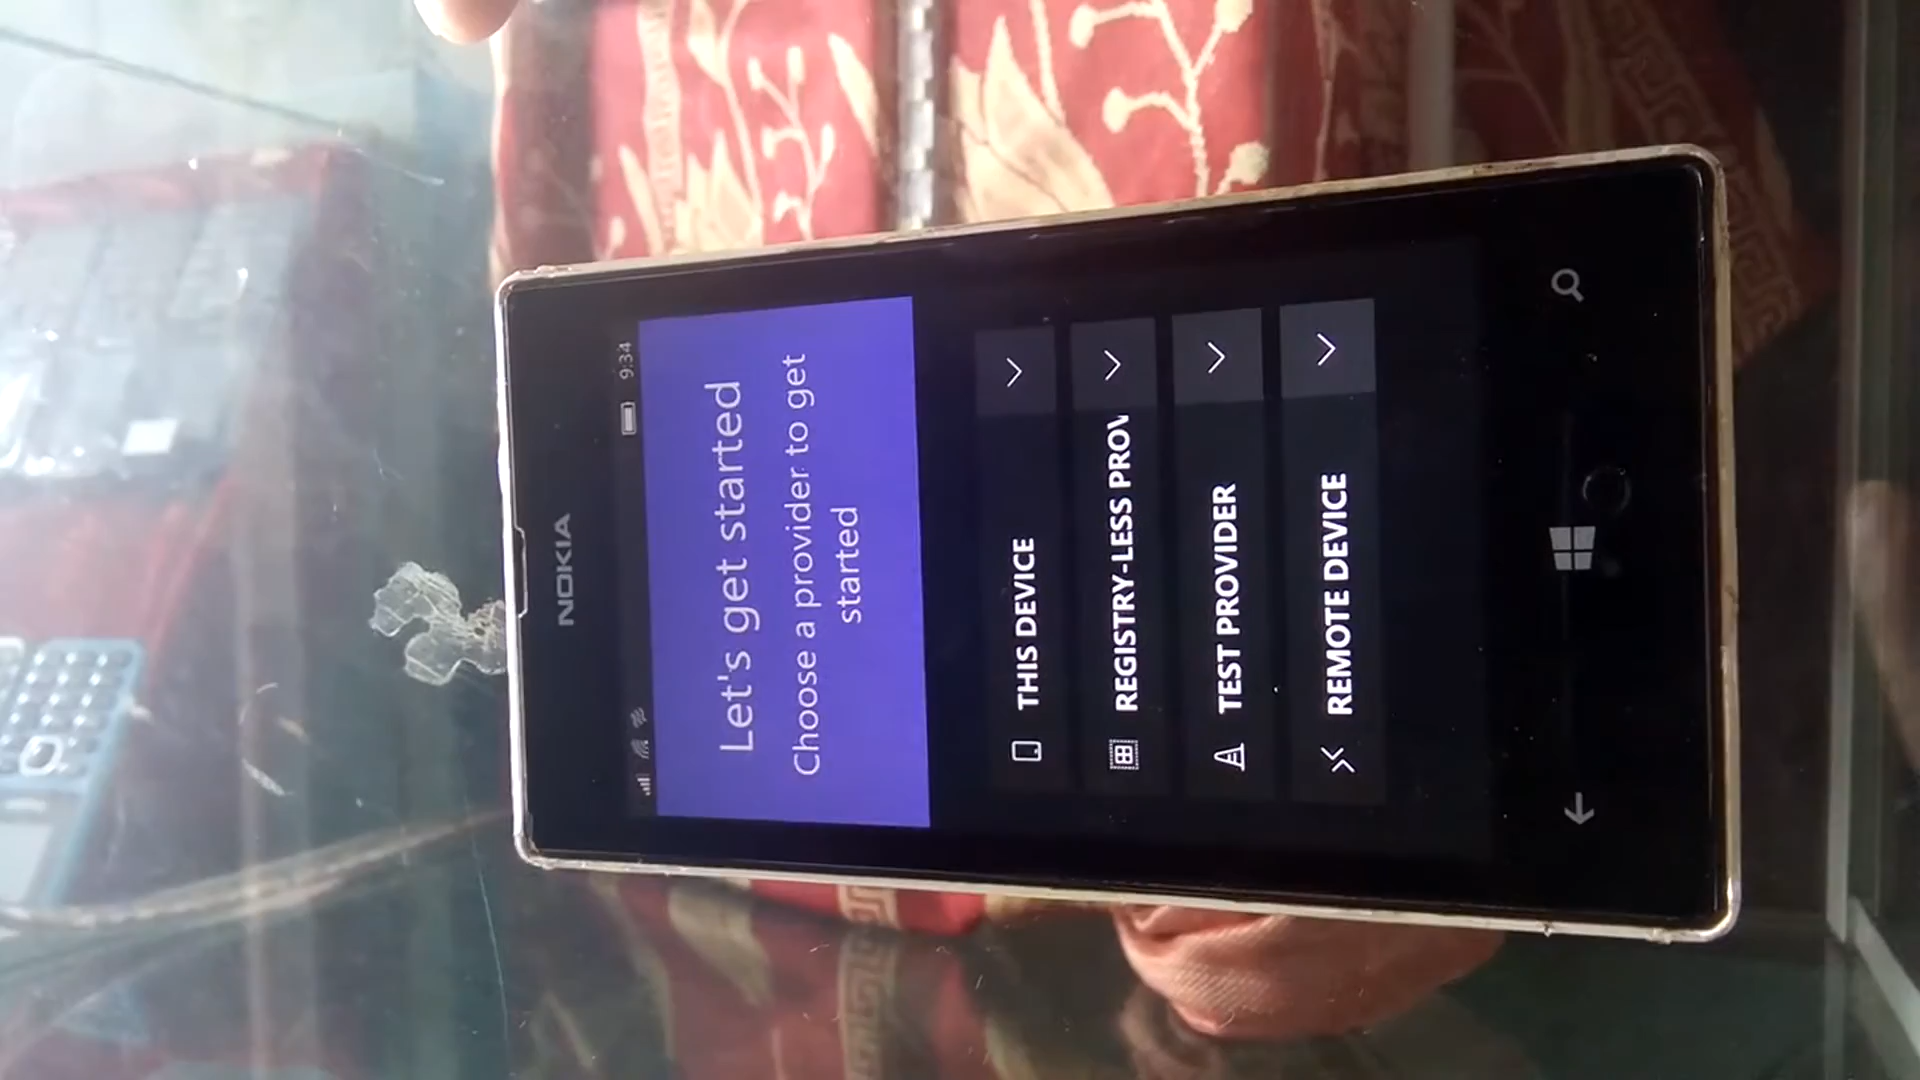 NOKIA
9:34
Let's get started
Choose a provider to get
started
THIS DEVICE
REGISTRY-LESS PROV
TEST PROVIDER
REMOTE DEVICE